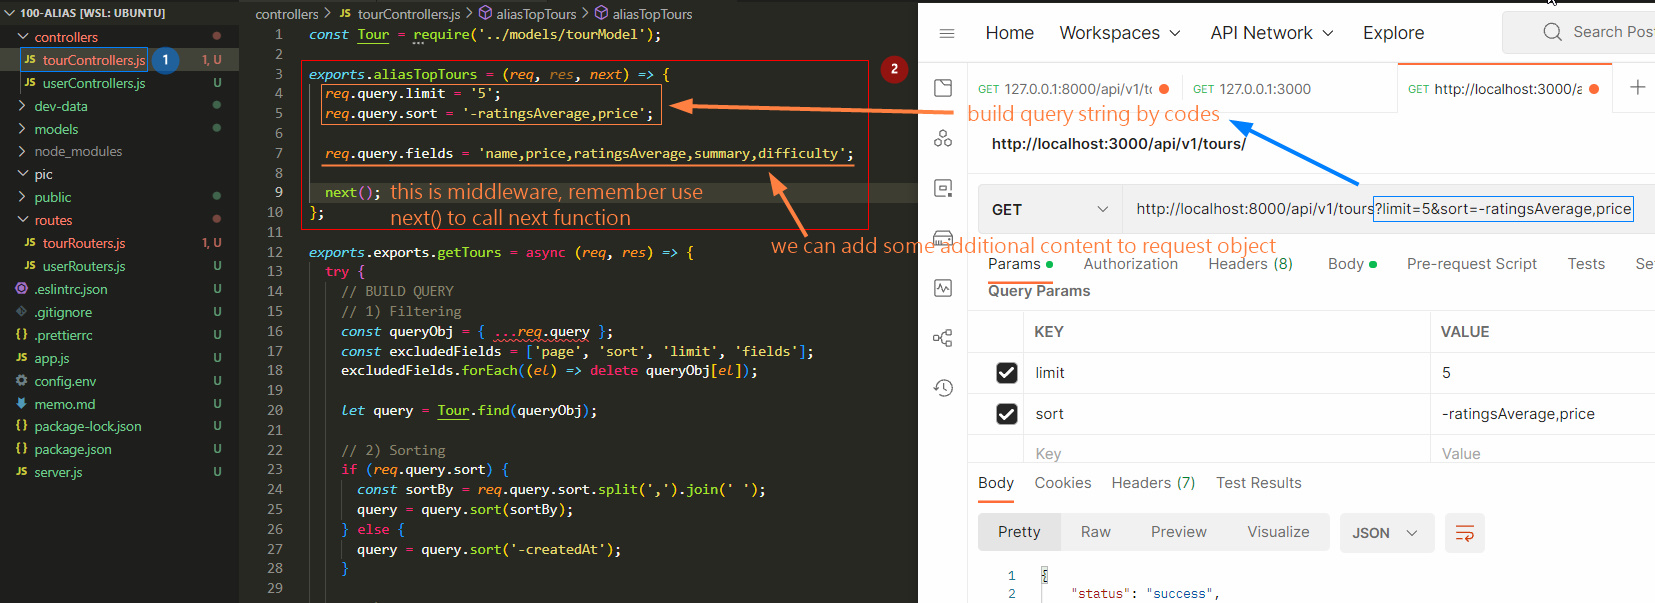 100-ALIAS [WSL: UBUNTU]
controllers
JS tourControllers.js 1 1, U
JS userControllers.js U
dev-data
models
node_modules
pic
public
routes
JS tourRouters.js 1, U
JS userRouters.js U
.eslintrc.json U
.gitignore U
{} .prettierrc U
JS app.js U
config.env U
memo.md U
{} package-lock.json U
{} package.json U
JS server.js U
controllers > JS tourControllers.js > aliasTopTours > aliasTopTours
1 const Tour = require('../models/tourModel');
2
3 exports.aliasTopTours = (req, res, next) => {
4 req.query.limit = '5';
5 req.query.sort = '-ratingsAverage,price';
6
7 req.query.fields = 'name,price,ratingsAverage,summary,difficulty';
8
9 next();
10 };
11
12 exports.exports.getTours = async (req, res) => {
13 try {
14 // BUILD QUERY
15 // 1) Filtering
16 const queryObj = { ...req.query };
17 const excludedFields = ['page', 'sort', 'limit', 'fields'];
18 excludedFields.forEach((el) => delete queryObj[el]);
19
20 let query = Tour.find(queryObj);
21
22 // 2) Sorting
23 if (req.query.sort) {
24 const sortBy = req.query.sort.split(',').join(' ');
25 query = query.sort(sortBy);
26 } else {
27 query = query.sort('-createdAt');
28 }
29
2
build query string by codes
this is middleware, remember use
next() to call next function
we can add some additional content to request object
Home Workspaces API Network Explore Search Post
GET 127.0.0.1:8000/api/v1/to GET 127.0.0.1:3000 GET http://localhost:3000/a +
http://localhost:3000/api/v1/tours/
GET http://localhost:8000/api/v1/tours?limit=5&sort=-ratingsAverage,price
Params Authorization Headers (8) Body Pre-request Script Tests Se
Query Params
KEY VALUE
limit 5
sort -ratingsAverage,price
Key Value
Body Cookies Headers (7) Test Results
Pretty Raw Preview Visualize JSON
1 {
2 "status": "success",